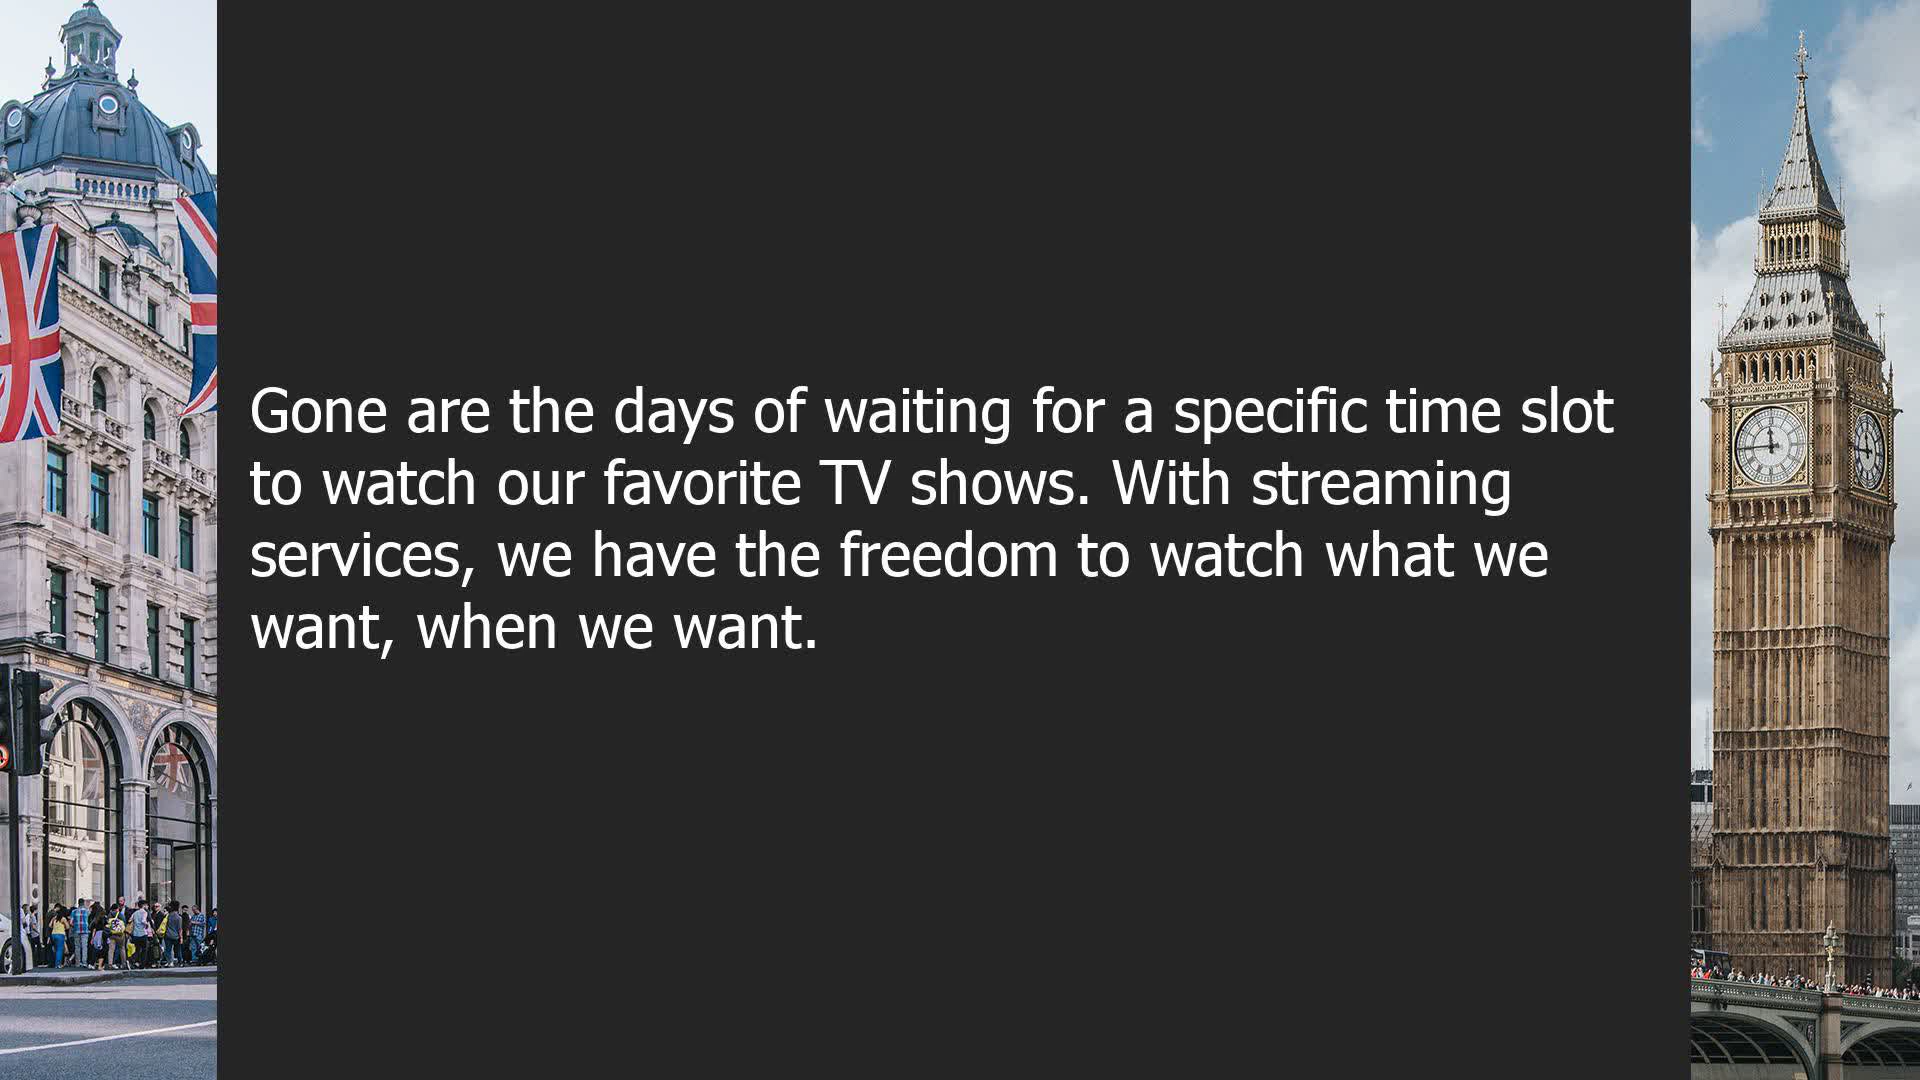 Gone are the days of waiting for a specific time slot
to watch our favorite TV shows. With streaming
services, we have the freedom to watch what we
want, when we want.